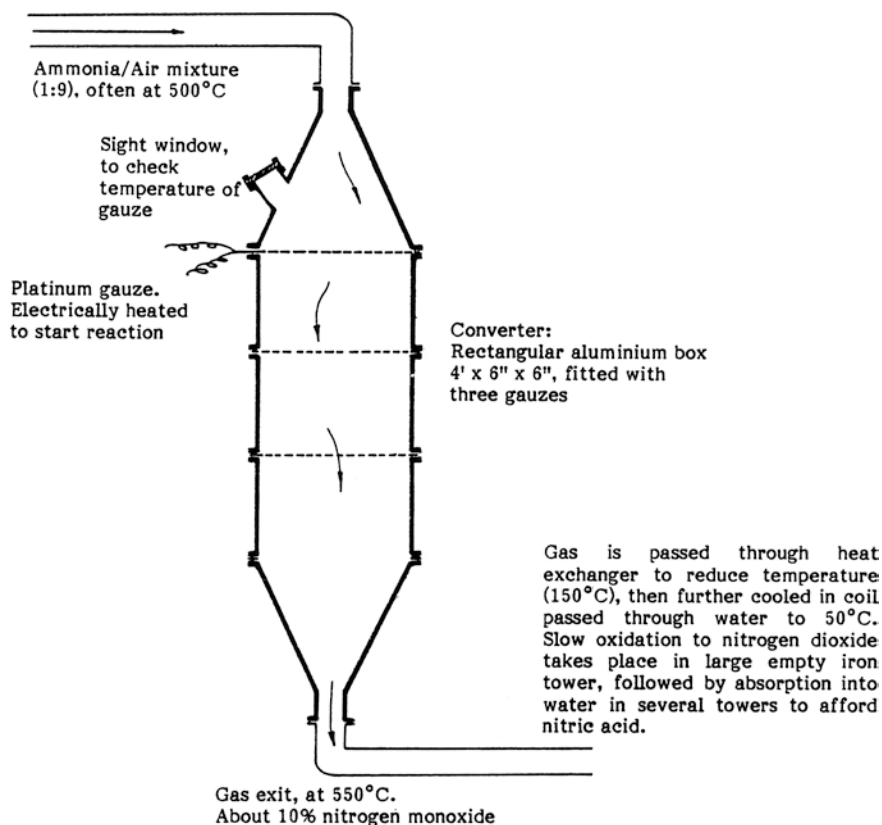 Ammonia/Air mixture
(1:9), often at 500°C
Sight window,
to check
temperature of
gauze
Platinum gauze.
Electrically heated
to start reaction
Converter:
Rectangular aluminium box
4' x 6" x 6", fitted with
three gauzes
Gas is passed through heat
exchanger to reduce temperature
(150°C), then further cooled in coil
passed through water to 50°C.
Slow oxidation to nitrogen dioxide
takes place in large empty iron
tower, followed by absorption into
water in several towers to afford
nitric acid.
Gas exit, at 550°C.
About 10% nitrogen monoxide